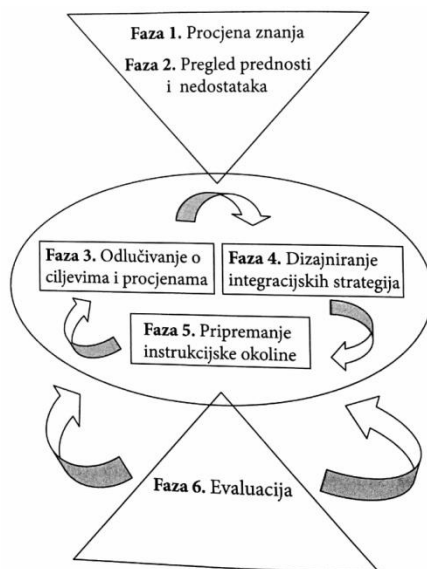 Faza 1. Procjena znanja
Faza 2. Pregled prednosti
i nedostataka
Faza 3. Odlučivanje o
ciljevima i procjenama
Faza 4. Dizajniranje
integracijskih strategija
Faza 5. Pripremanje
instrukcijske okoline
Faza 6. Evaluacija